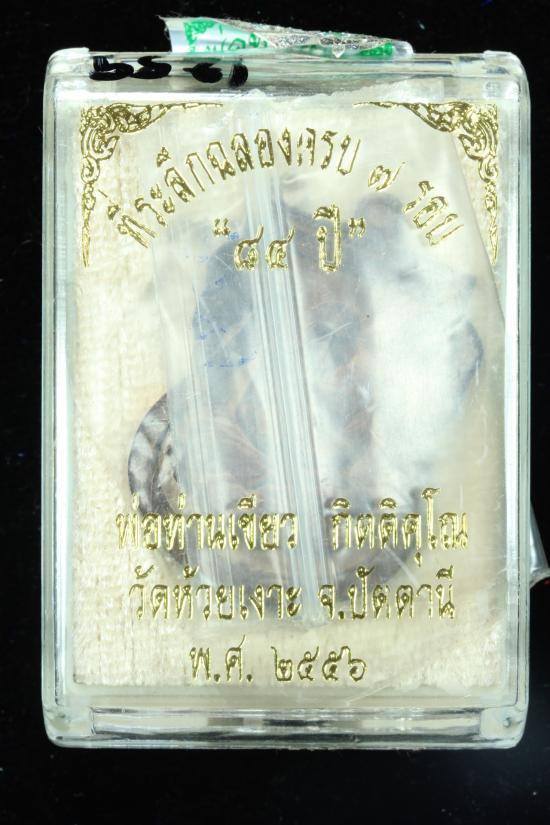 ที่ระลึกฉลองครบ ๗ รอบ
"๘๔ ปี"
พ่อท่านเขียว กิตติคุโณ
วัดห้วยเงาะ จ.ปัตตานี
พ.ศ. ๒๕๕๖